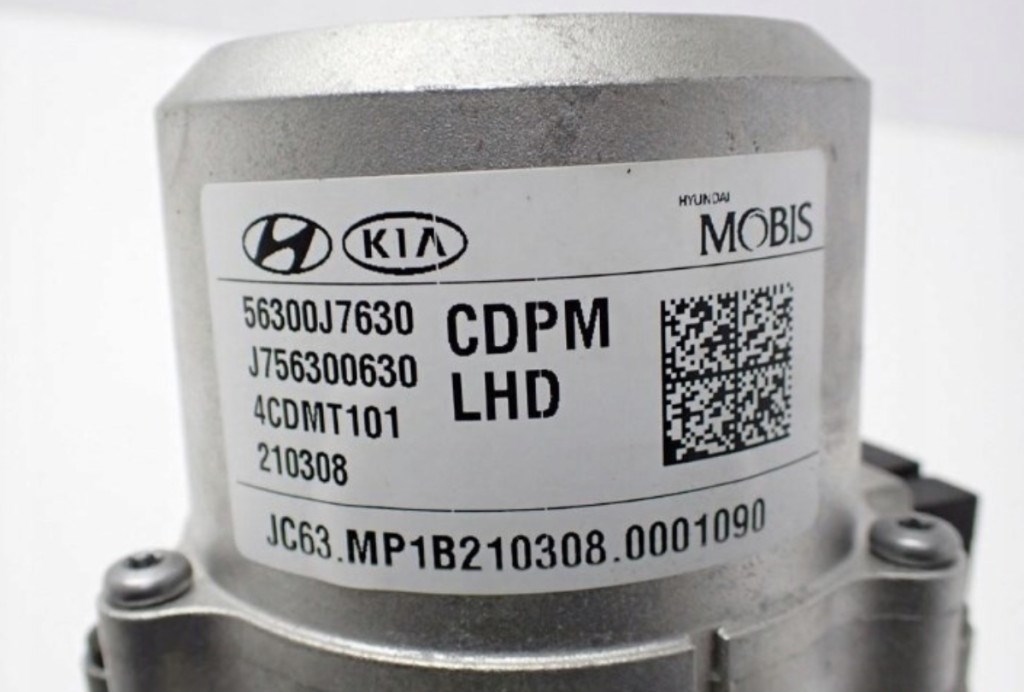 KIA
HYUNDAI
MOBIS
56300J7630
J756300630
4CDMT101
210308
CDPM
LHD
JC63.MP1B210308.0001090